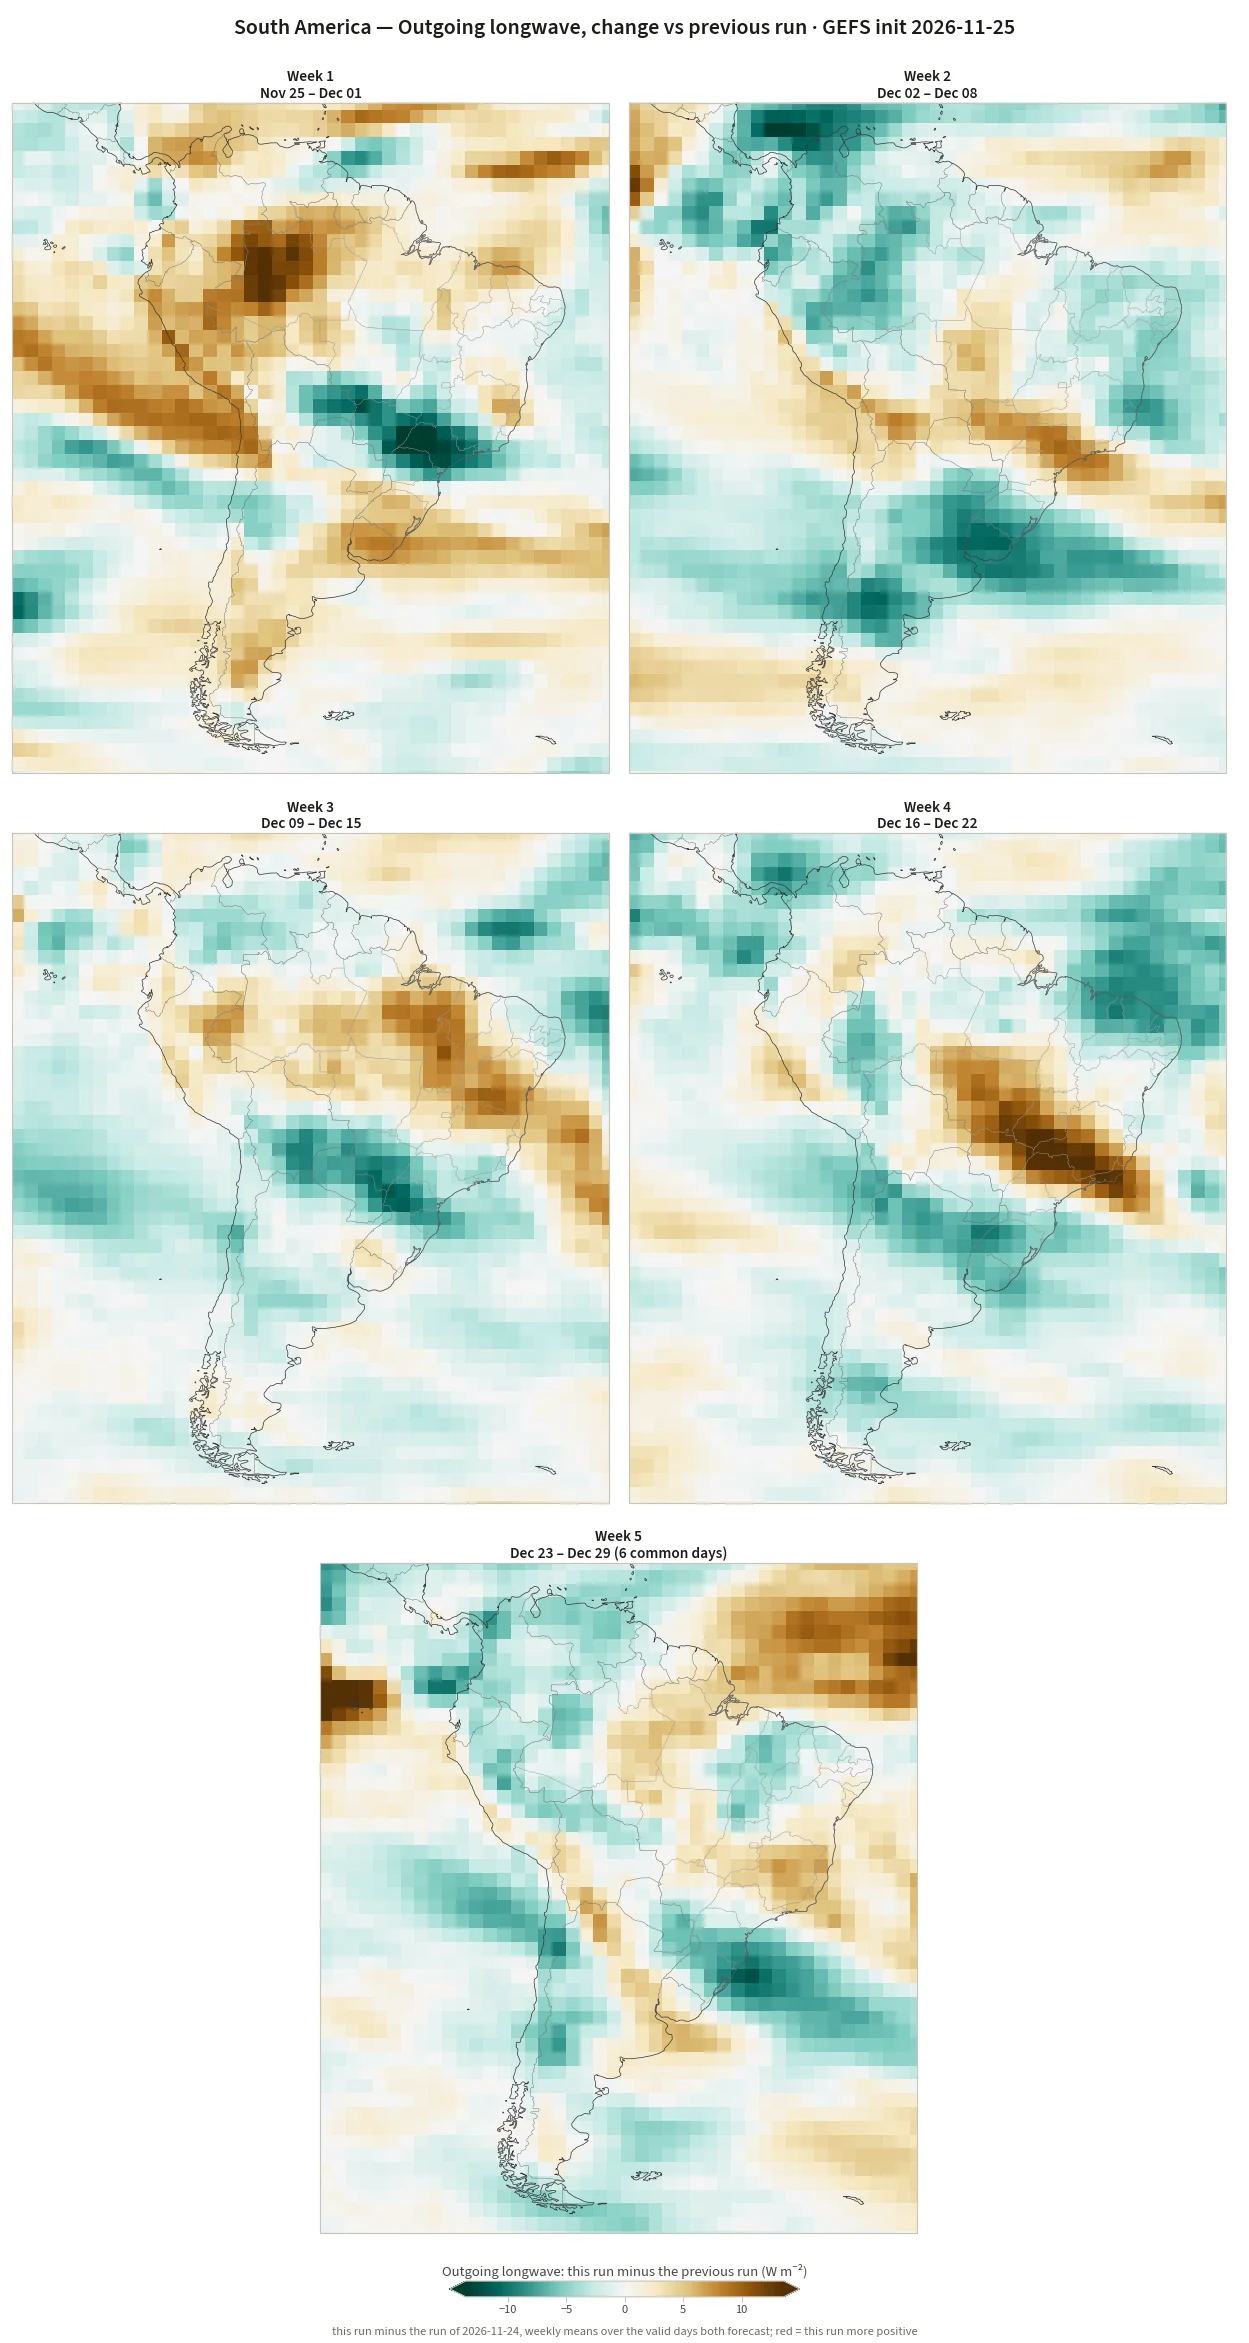 South America — Outgoing longwave, change vs previous run · GEFS init 2026-11-25
Week 1
Nov 25 – Dec 01
Week 2
Dec 02 – Dec 08
Week 3
Dec 09 – Dec 15
Week 4
Dec 16 – Dec 22
Week 5
Dec 23 – Dec 29 (6 common days)
Outgoing longwave: this run minus the previous run (W m⁻²)
−10 −5 0 5 10
this run minus the run of 2026-11-24, weekly means over the valid days both forecast; red = this run more positive